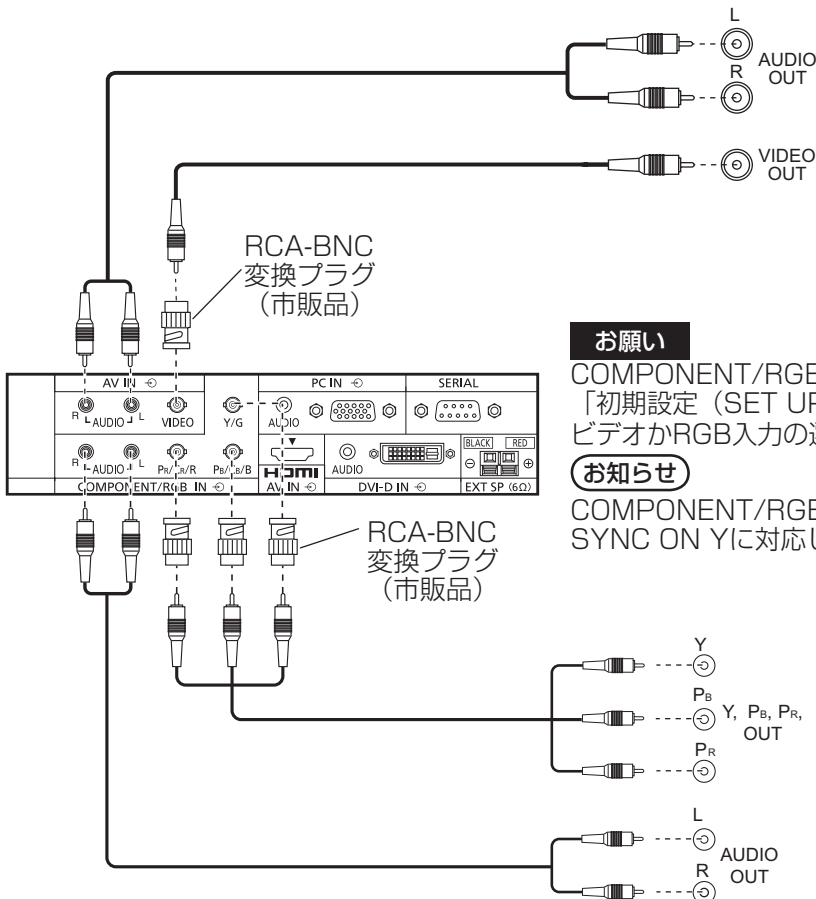 L
AUDIO
OUT
R
VIDEO
OUT
RCA-BNC
変換プラグ
（市販品）
お願い
COMPONENT/RGB
「初期設定（SET UP
ビデオかRGB入力の
お知らせ
COMPONENT/RGB
SYNC ON Yに対応し
AV IN
PC IN
SERIAL
R AUDIO L
VIDEO
Y/G
AUDIO
R AUDIO L
PR/CR/R
PB/CB/B
HDMI
AUDIO
BLACK
RED
COMPONENT/RGB IN
AV IN
DVI-D IN
EXT SP (6Ω)
RCA-BNC
変換プラグ
（市販品）
Y
PB
Y, PB, PR,
OUT
PR
L
AUDIO
OUT
R